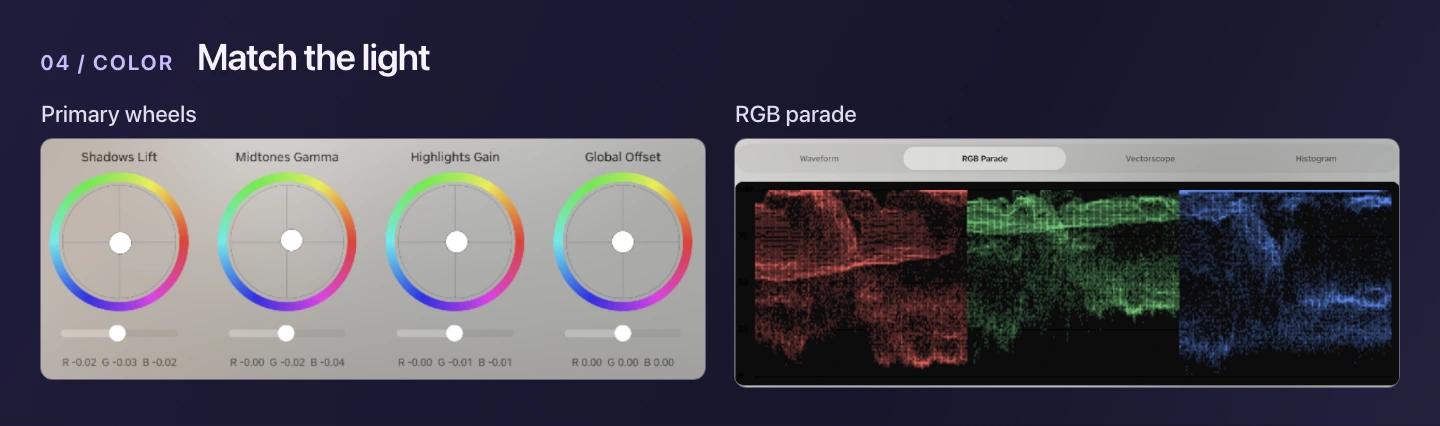 04 / COLOR Match the light
Primary wheels
Shadows Lift Midtones Gamma Highlights Gain Global Offset
R -0.02 G -0.03 B -0.02 R -0.00 G -0.02 B -0.04 R -0.00 G -0.01 B -0.01 R 0.00 G 0.00 B 0.00
RGB parade
Waveform RGB Parade Vectorscope Histogram